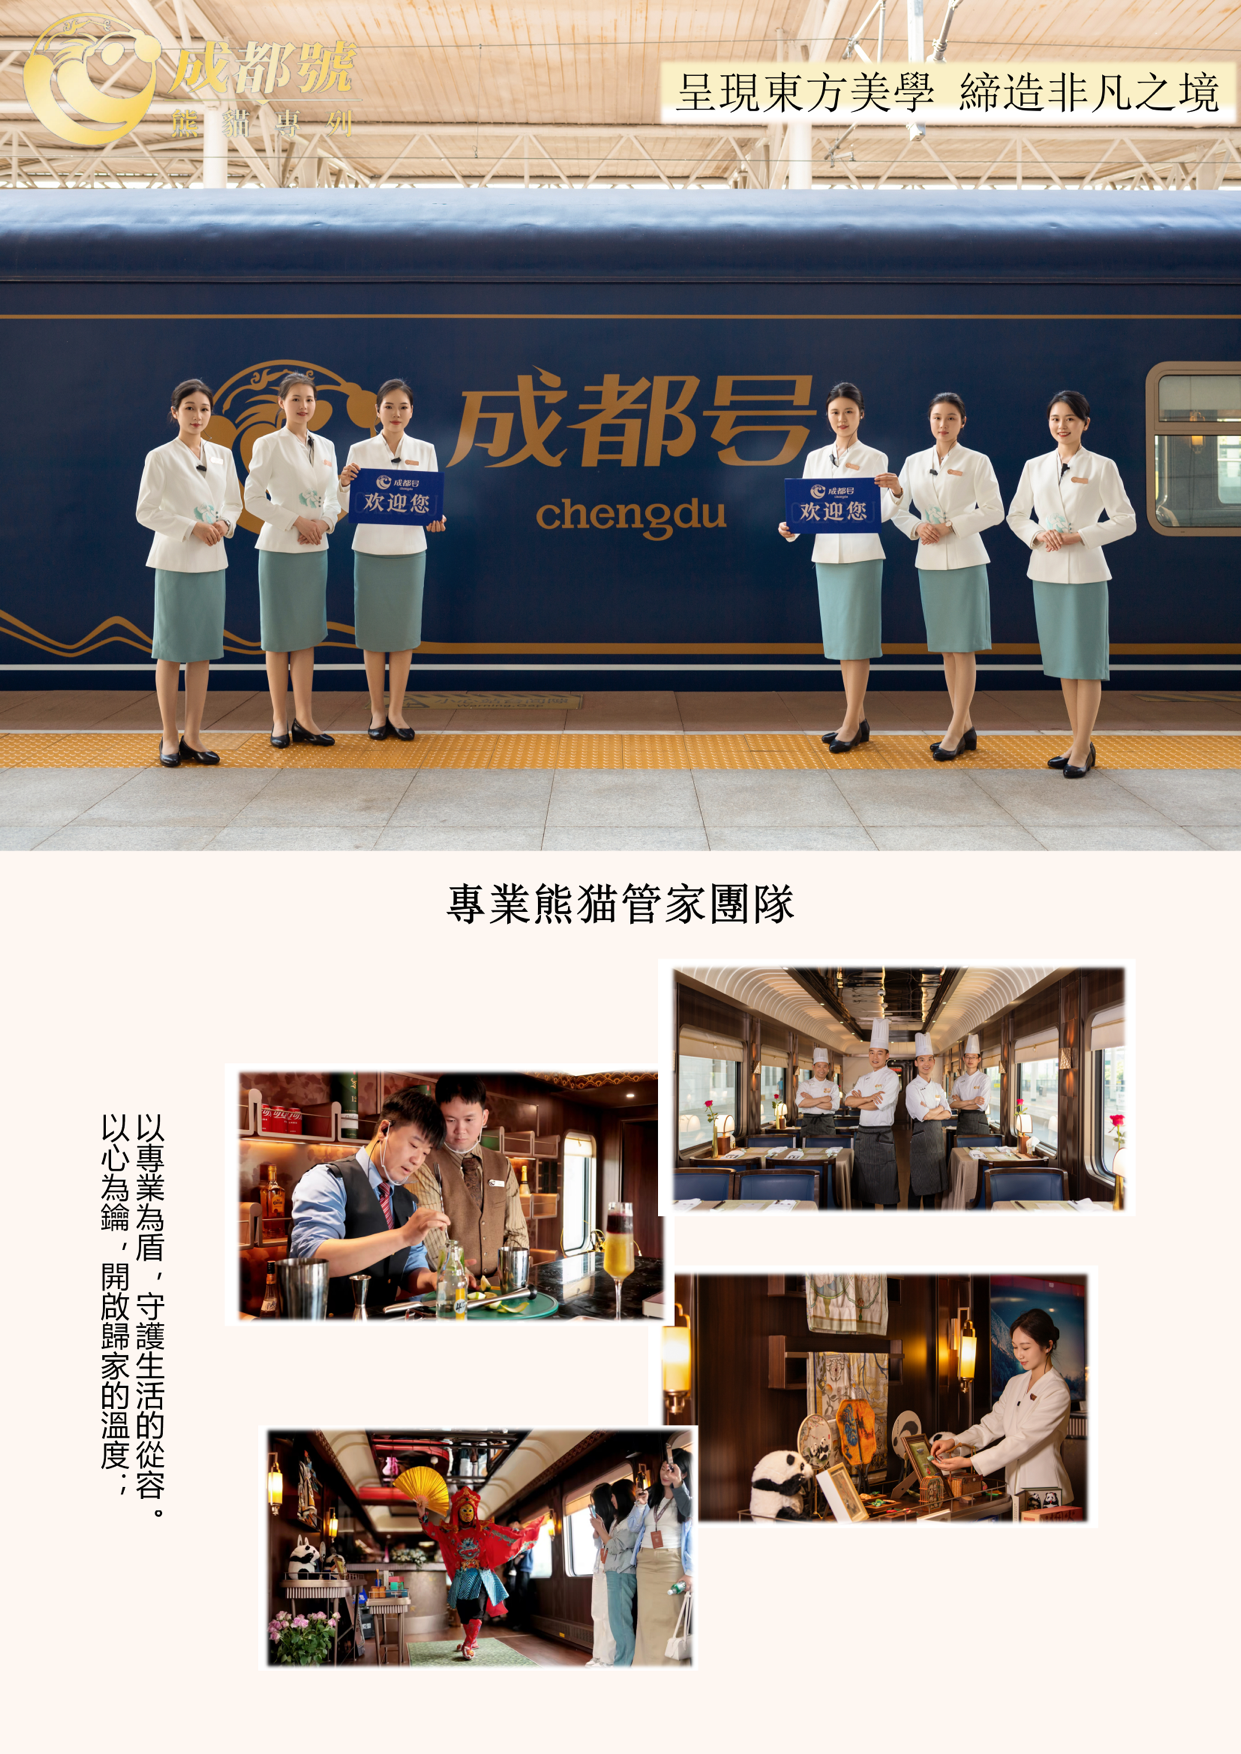 成都號
熊貓專列
呈現東方美學 締造非凡之境
成都号
chengdu
成都号
欢迎您
成都号
欢迎您
專業熊猫管家團隊
以專業為盾，守護生活的從容。
以心為鑰，開啟歸家的溫度；